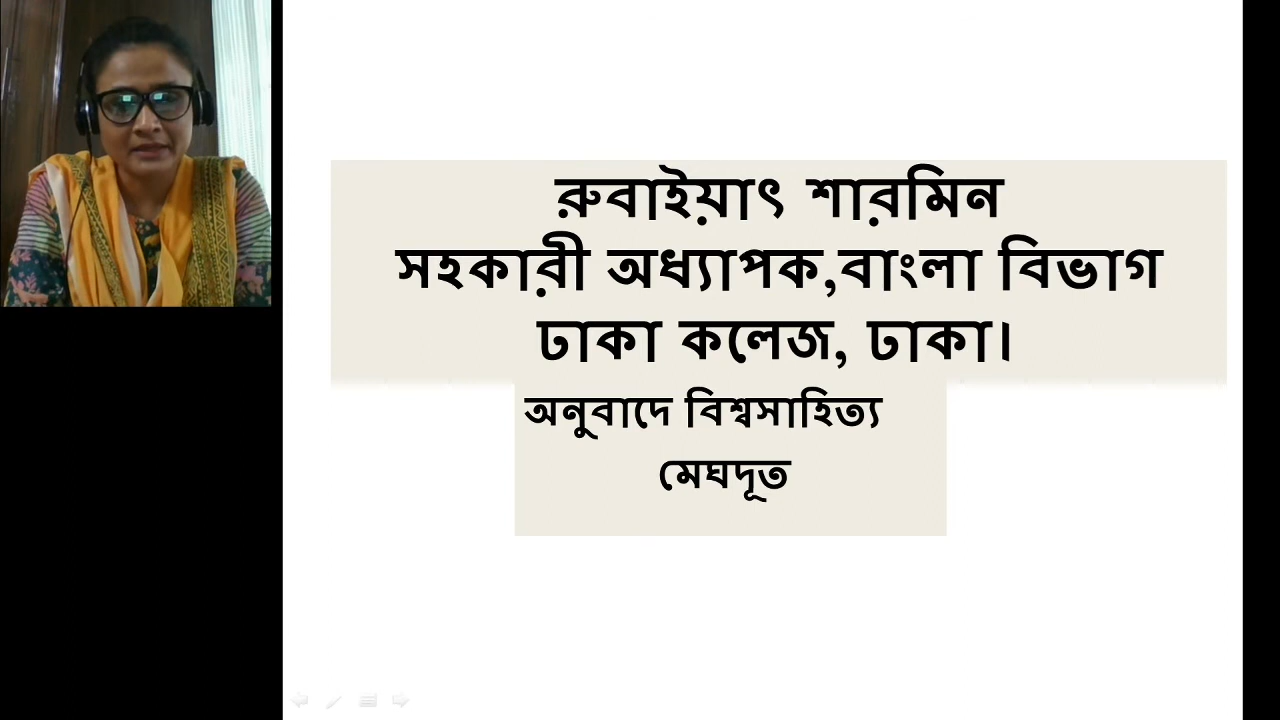 রুবাইয়াৎ শারমিন
সহকারী অধ্যাপক,বাংলা বিভাগ
ঢাকা কলেজ, ঢাকা।
অনুবাদে বিশ্বসাহিত্য
মেঘদূত